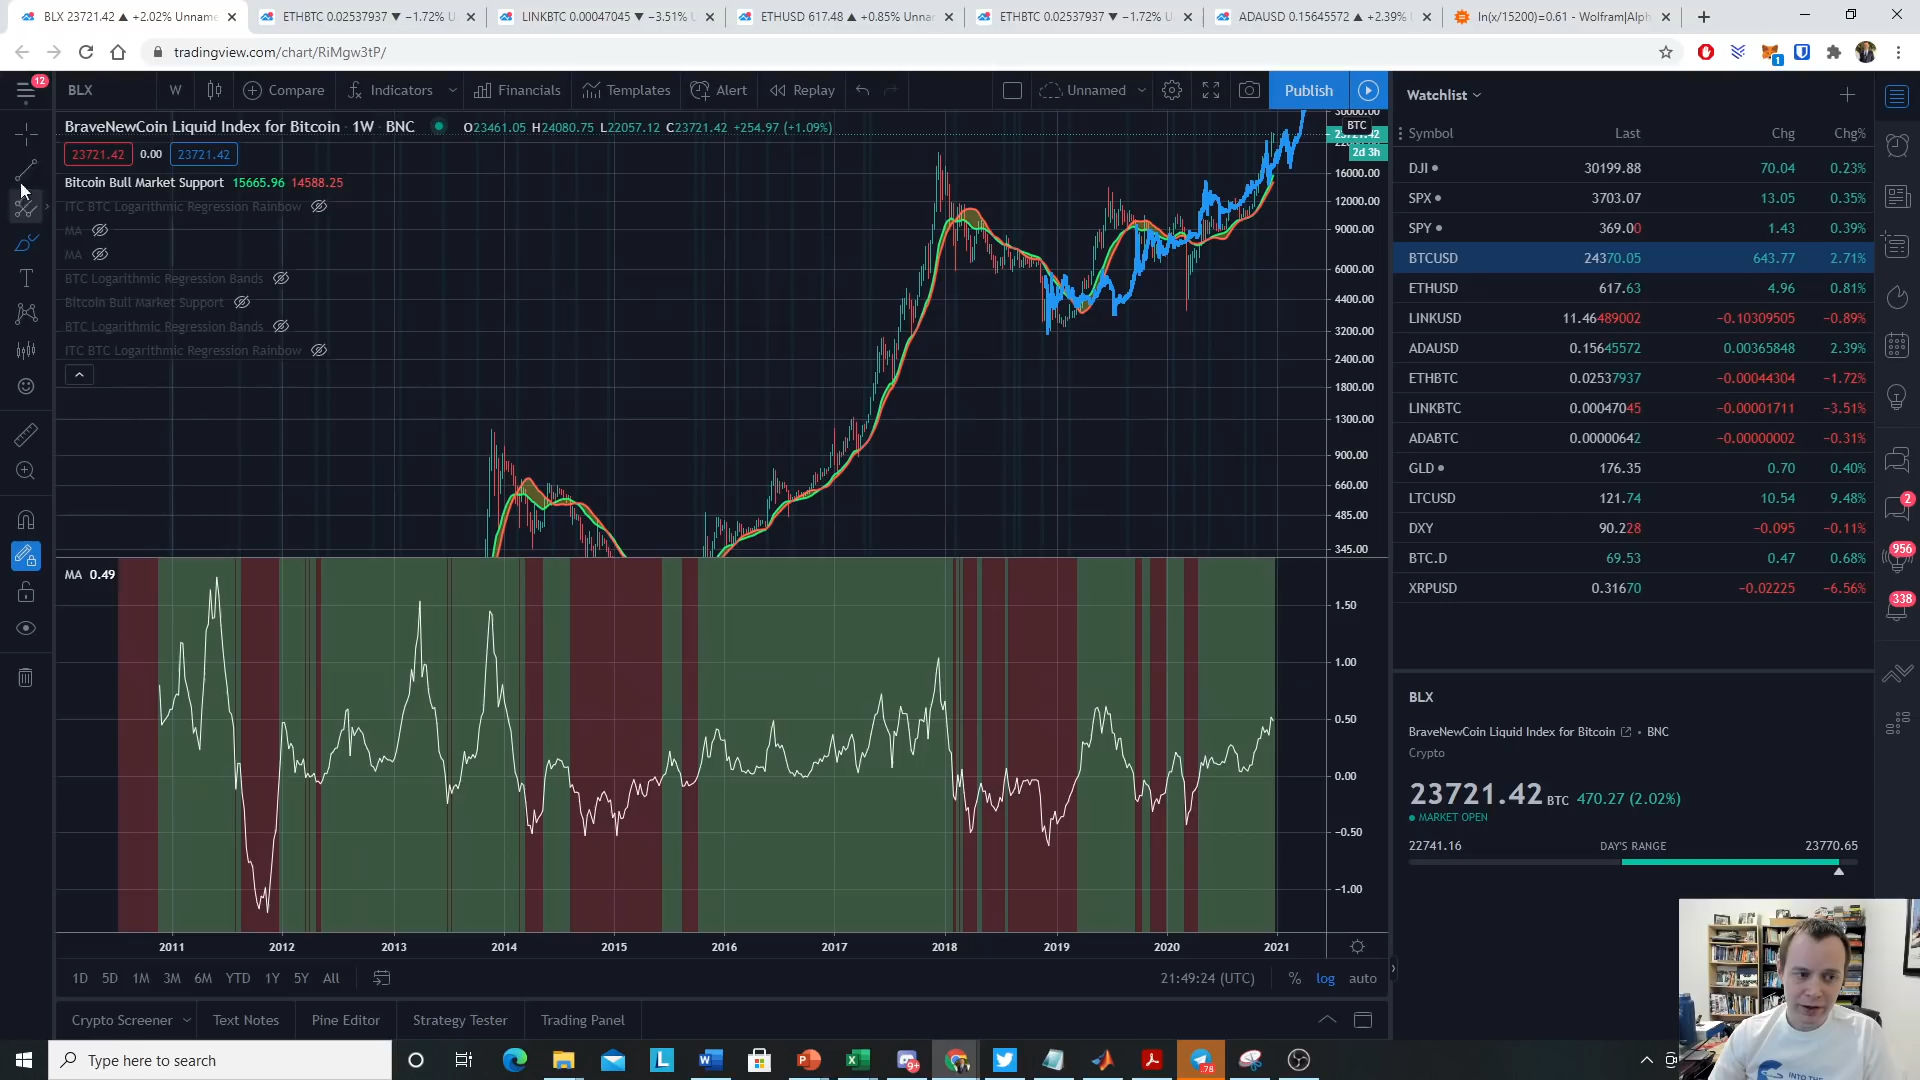 BLX 23721.42 ▲ +2.02% Unname
ETHBTC 0.02537937 ▼ −1.72% U
LINKBTC 0.00047045 ▼ −3.51% U
ETHUSD 617.48 ▲ +0.85% Unnar
ETHBTC 0.02537937 ▼ −1.72% U
ADAUSD 0.15645572 ▲ +2.39% U
ln(x/15200)=0.61 - Wolfram|Alph
tradingview.com/chart/RiMgw3tP/
1
12
BLX
W
Compare
Indicators
Financials
Templates
Alert
Replay
Unnamed
Publish
BraveNewCoin Liquid Index for Bitcoin · 1W · BNC
O23461.05 H24080.75 L22057.12 C23721.42 +254.97 (+1.09%)
23721.42 0.00 23721.42
Bitcoin Bull Market Support 15665.96 14588.25
ITC BTC Logarithmic Regression Rainbow
MA
MA
BTC Logarithmic Regression Bands
Bitcoin Bull Market Support
BTC Logarithmic Regression Bands
ITC BTC Logarithmic Regression Rainbow
30000.00
BTC
23721.42
2d 3h
16000.00
12000.00
9000.00
6000.00
4400.00
3200.00
2400.00
1800.00
1300.00
900.00
660.00
485.00
345.00
MA 0.49
1.50
1.00
0.50
0.00
−0.50
−1.00
2011 2012 2013 2014 2015 2016 2017 2018 2019 2020 2021
1D 5D 1M 3M 6M YTD 1Y 5Y All
21:49:24 (UTC) % log auto
Crypto Screener Text Notes Pine Editor Strategy Tester Trading Panel
Watchlist
Symbol Last Chg Chg%
DJI 30199.88 70.04 0.23%
SPX 3703.07 13.05 0.35%
SPY 369.00 1.43 0.39%
BTCUSD 24370.05 643.77 2.71%
ETHUSD 617.63 4.96 0.81%
LINKUSD 11.46489002 −0.10309505 −0.89%
ADAUSD 0.15645572 0.00365848 2.39%
ETHBTC 0.02537937 −0.00044304 −1.72%
LINKBTC 0.00047045 −0.00001711 −3.51%
ADABTC 0.00000642 −0.00000002 −0.31%
GLD 176.35 0.70 0.40%
LTCUSD 121.74 10.54 9.48%
DXY 90.228 −0.095 −0.11%
BTC.D 69.53 0.47 0.68%
XRPUSD 0.31670 −0.02225 −6.56%
2
956
338
BLX
BraveNewCoin Liquid Index for Bitcoin • BNC
Crypto
23721.42 BTC 470.27 (2.02%)
MARKET OPEN
22741.16 DAY'S RANGE 23770.65
Type here to search
L
9+
78
INTO THE